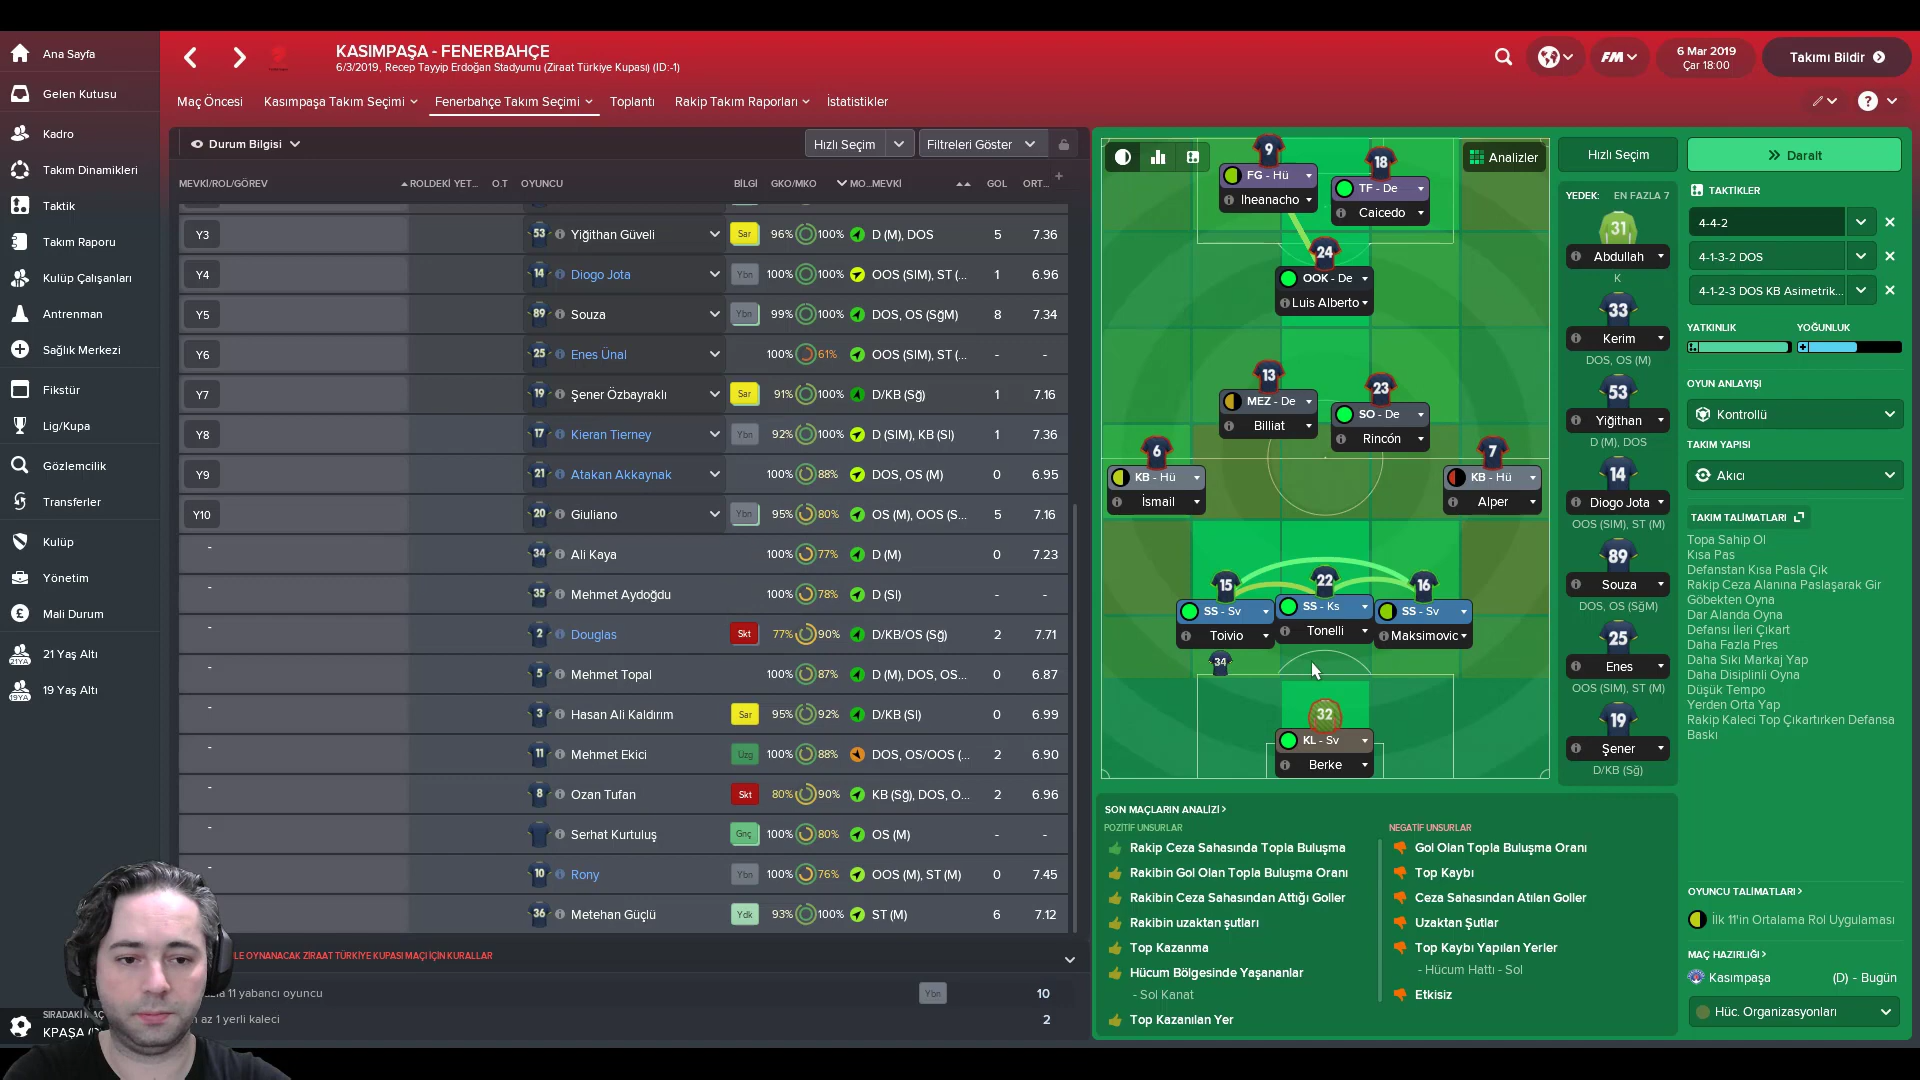 Ana Sayfa
Gelen Kutusu
Kadro
Takım Dinamikleri
Taktik
Takım Raporu
Kulüp Çalışanları
Antrenman
Sağlık Merkezi
Fikstür
Lig/Kupa
Gözlemcilik
Transferler
Kulüp
Yönetim
Mali Durum
21 Yaş Altı
19 Yaş Altı
KASIMPAŞA - FENERBAHÇE
6/3/2019, Recep Tayyip Erdoğan Stadyumu (Ziraat Türkiye Kupası) (ID:-1)
FM
6 Mar 2019
Çar 18:00
Takımı Bildir
Maç Öncesi Kasımpaşa Takım Seçimi Fenerbahçe Takım Seçimi Toplantı Rakip Takım Raporları İstatistikler
Durum Bilgisi Hızlı Seçim Filtreleri Göster
MEVKİ/ROL/GÖREV ROLDEKİ YET... O.T OYUNCU BİLGİ GKO/MKO MO... MEVKİ GOL ORT...
Y3 53 Yiğithan Güveli Sar 96% 100% D (M), DOS 5 7.36
Y4 14 Diogo Jota Ybn 100% 100% OOS (SIM), ST (... 1 6.96
Y5 89 Souza Ybn 99% 100% DOS, OS (SğM) 8 7.34
Y6 25 Enes Ünal 100% 61% OOS (SIM), ST (... - -
Y7 19 Şener Özbayraklı Sar 91% 100% D/KB (Sğ) 1 7.16
Y8 17 Kieran Tierney Ybn 92% 100% D (SIM), KB (Sl) 1 7.36
Y9 21 Atakan Akkaynak 100% 88% DOS, OS (M) 0 6.95
Y10 20 Giuliano Ybn 95% 80% OS (M), OOS (S... 5 7.16
- 34 Ali Kaya 100% 77% D (M) 0 7.23
- 35 Mehmet Aydoğdu 100% 78% D (Sl) - -
- 2 Douglas Skt 77% 90% D/KB/OS (Sğ) 2 7.71
- 5 Mehmet Topal 100% 87% D (M), DOS, OS... 0 6.87
- 3 Hasan Ali Kaldırım Sar 95% 92% D/KB (Sl) 0 6.99
- 11 Mehmet Ekici Uzg 100% 88% DOS, OS/OOS (... 2 6.90
- 8 Ozan Tufan Skt 80% 90% KB (Sğ), DOS, O... 2 6.96
- Serhat Kurtuluş Gnç 100% 80% OS (M) - -
- 10 Rony Ybn 100% 76% OOS (M), ST (M) 0 7.45
- 36 Metehan Güçlü Ydk 93% 100% ST (M) 6 7.12
LE OYNANACAK ZİRAAT TÜRKİYE KUPASI MAÇI İÇİN KURALLAR
11 yabancı oyuncu Ybn 10
az 1 yerli kaleci 2
SIRADAKİ MAÇ
KPAŞA
Analizler
9
FG - Hü
Iheanacho
18
TF - De
Caicedo
24
OOK - De
Luis Alberto
13
MEZ - De
Billiat
23
SO - De
Rincón
6
KB - Hü
İsmail
7
KB - Hü
Alper
15
SS - Sv
Toivio
34
22
SS - Ks
Tonelli
16
SS - Sv
Maksimovic
32
KL - Sv
Berke
Hızlı Seçim
YEDEK: EN FAZLA 7
31
Abdullah
K
33
Kerim
DOS, OS (M)
53
Yiğithan
D (M), DOS
14
Diogo Jota
OOS (SIM), ST (M)
89
Souza
DOS, OS (SğM)
25
Enes
OOS (SIM), ST (M)
19
Şener
D/KB (Sğ)
Daralt
TAKTİKLER
4-4-2
4-1-3-2 DOS
4-1-2-3 DOS KB Asimetrik...
YATKINLIK YOĞUNLUK
OYUN ANLAYIŞI
Kontrollü
TAKIM YAPISI
Akıcı
TAKIM TALİMATLARI
Topa Sahip Ol
Kısa Pas
Defanstan Kısa Pasla Çık
Rakip Ceza Alanına Paslaşarak Gir
Göbekten Oyna
Dar Alanda Oyna
Defansı İleri Çıkart
Daha Fazla Pres
Daha Sıkı Markaj Yap
Daha Disiplinli Oyna
Düşük Tempo
Yerden Orta Yap
Rakip Kaleci Top Çıkartırken Defansa
Baskı
OYUNCU TALİMATLARI
İlk 11'in Ortalama Rol Uygulaması
MAÇ HAZIRLIĞI
Kasımpaşa (D) - Bugün
Hüc. Organizasyonları
SON MAÇLARIN ANALİZİ
POZİTİF UNSURLAR
Rakip Ceza Sahasında Topla Buluşma
Rakibin Gol Olan Topla Buluşma Oranı
Rakibin Ceza Sahasından Attığı Goller
Rakibin uzaktan şutları
Top Kazanma
Hücum Bölgesinde Yaşananlar
- Sol Kanat
Top Kazanılan Yer
NEGATİF UNSURLAR
Gol Olan Topla Buluşma Oranı
Top Kaybı
Ceza Sahasından Atılan Goller
Uzaktan Şutlar
Top Kaybı Yapılan Yerler
- Hücum Hattı - Sol
Etkisiz